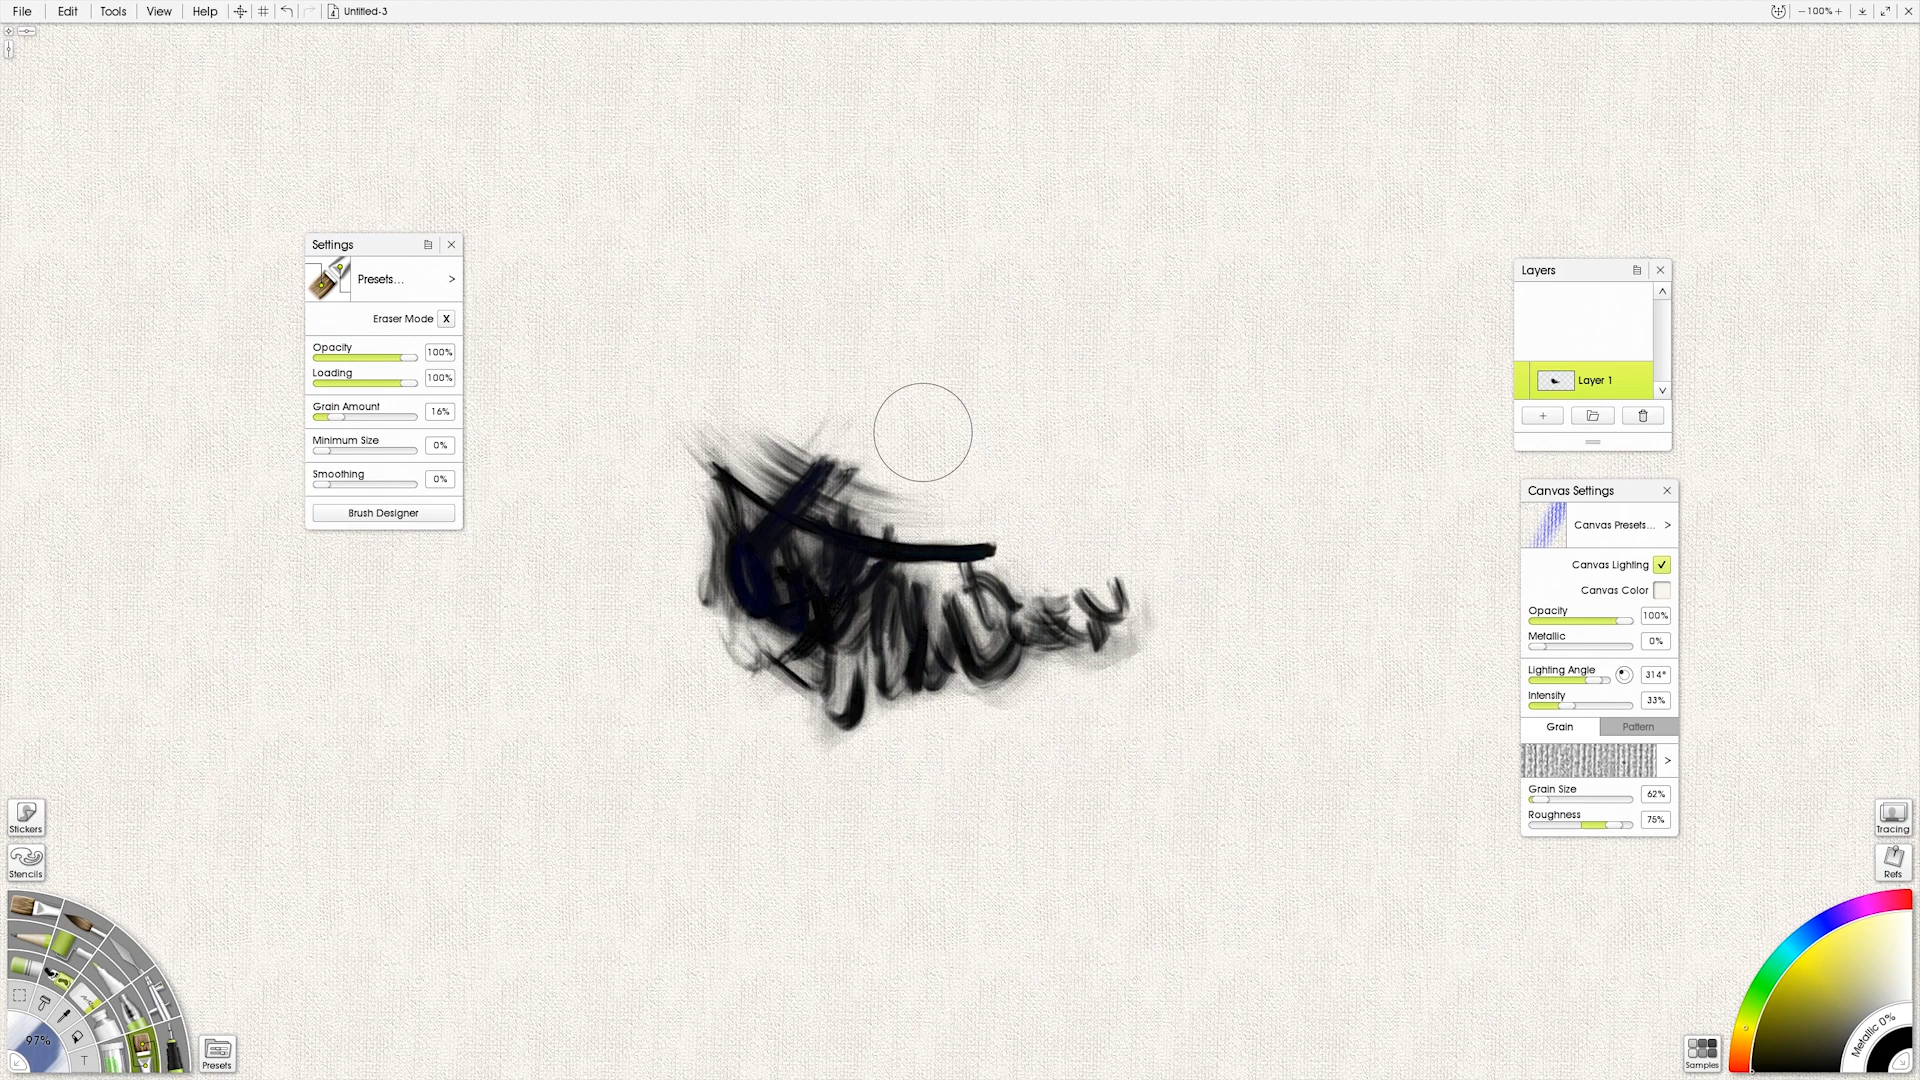 File Edit Tools View Help 4 Untitled-3 −100%+
Settings
Presets... >
Eraser Mode X
Opacity 100%
Loading 100%
Grain Amount 16%
Minimum Size 0%
Smoothing 0%
Brush Designer
Layers
Layer 1
+
Canvas Settings
Canvas Presets... >
Canvas Lighting ✓
Canvas Color
Opacity 100%
Metallic 0%
Lighting Angle 314°
Intensity 33%
Grain Pattern
Grain Size 62%
Roughness 75%
Stickers
Stencils
97%
T
Presets
Tracing
Refs
Samples
Metallic 0%